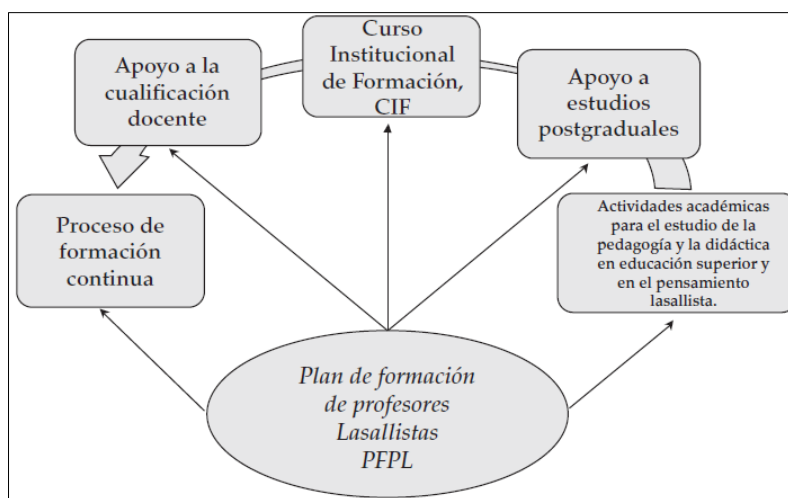 Curso
Institucional
de Formación,
CIF
Apoyo a la
cualificación
docente
Apoyo a
estudios
postgraduales
Proceso de
formación
continua
Actividades académicas
para el estudio de la
pedagogía y la didáctica
en educación superior y
en el pensamiento
lasallista.
Plan de formación
de profesores
Lasallistas
PFPL